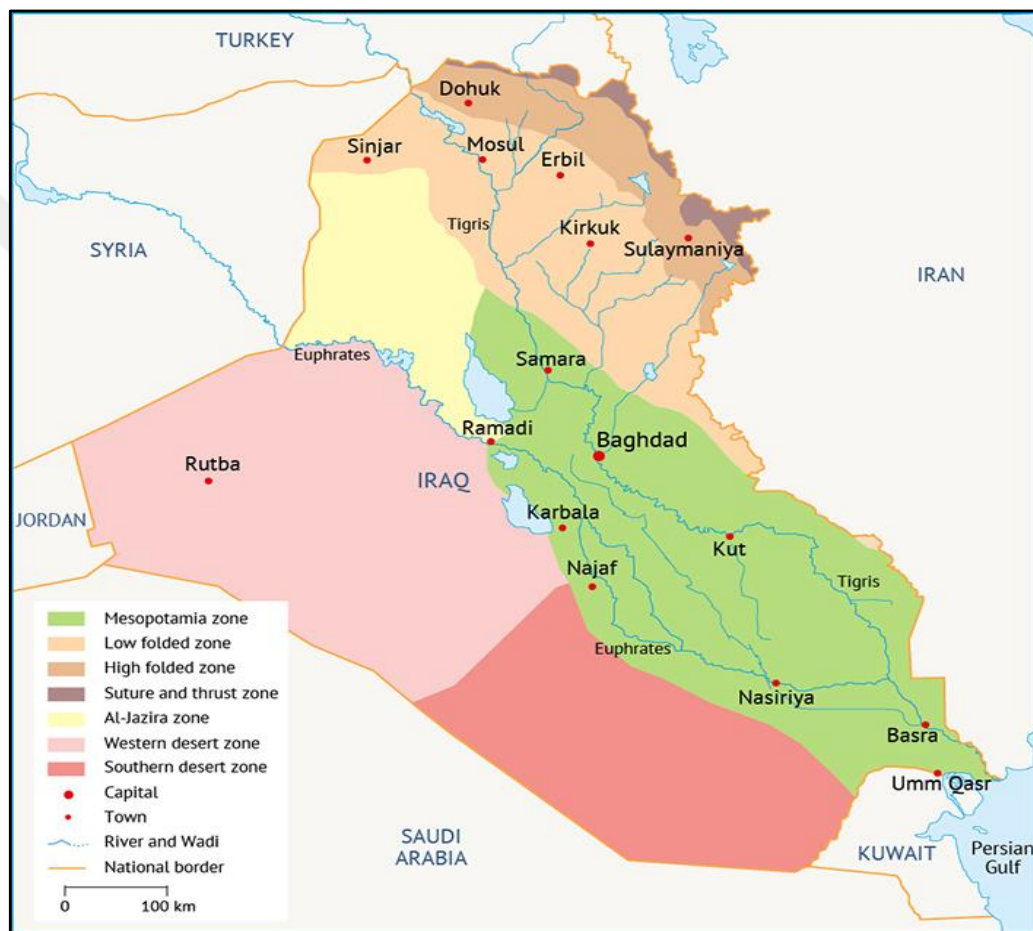 TURKEY
Dohuk
Sinjar
Mosul
Erbil
Tigris
Kirkuk
Sulaymaniya
SYRIA
IRAN
Euphrates
Samara
Ramadi
Baghdad
Rutba
IRAQ
JORDAN
Karbala
Kut
Najaf
Tigris
Euphrates
Nasiriya
Basra
Umm Qasr
SAUDI
ARABIA
KUWAIT
Persian
Gulf
Mesopotamia zone
Low folded zone
High folded zone
Suture and thrust zone
Al-Jazira zone
Western desert zone
Southern desert zone
Capital
Town
River and Wadi
National border
0 100 km